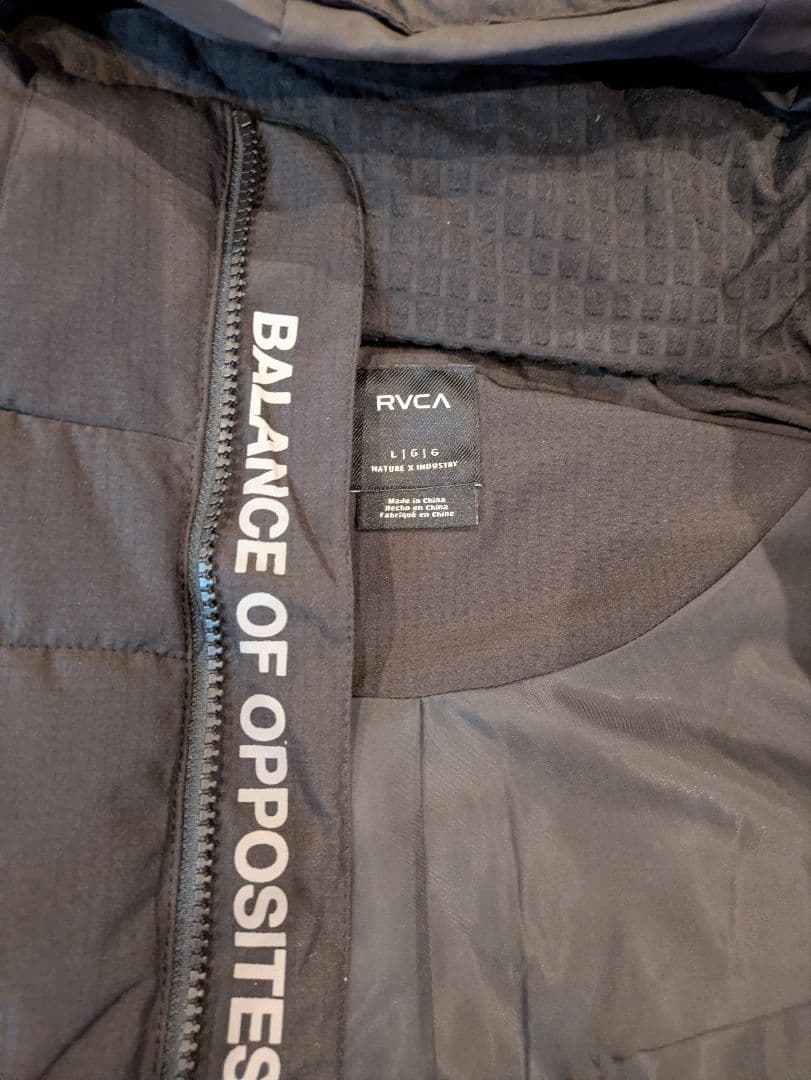 BALANCE OF OPPOSITES
RVCA
L | G | G
NATURE X INDUSTRY
Made in China
Hecho en China
Fabriqué en Chine